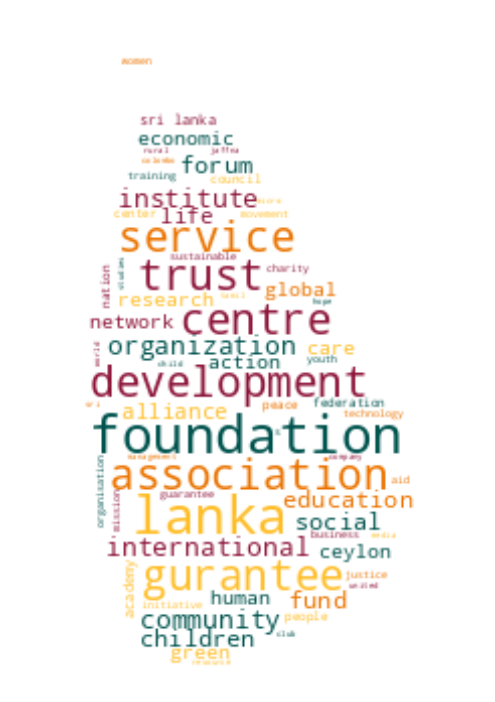 women
sri lanka
economic
rural jaffna
colombo forum
training council
institute
center life movement
service
sustainable
trust charity
nation studies
global
research tamil hope
network centre
organization care
world action youth
child
development
sri peace federation
alliance technology
foundation
management company
association aid
organisation guarantee education
mission lanka social
business media
international ceylon
gurantee justice
academy united
human fund
initiative
community people
children club
green
resource